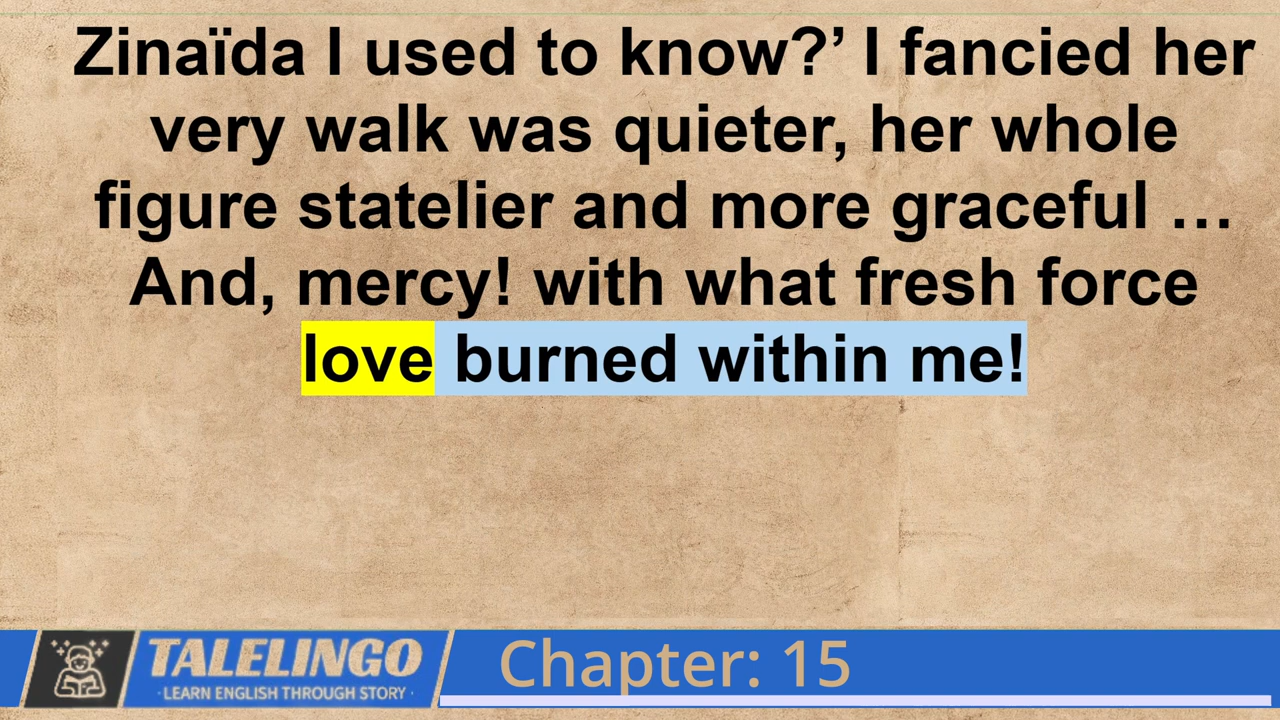 Zinaïda I used to know?’ I fancied her
very walk was quieter, her whole
figure statelier and more graceful …
And, mercy! with what fresh force
love burned within me!
TALELINGO
· LEARN ENGLISH THROUGH STORY ·
Chapter: 15